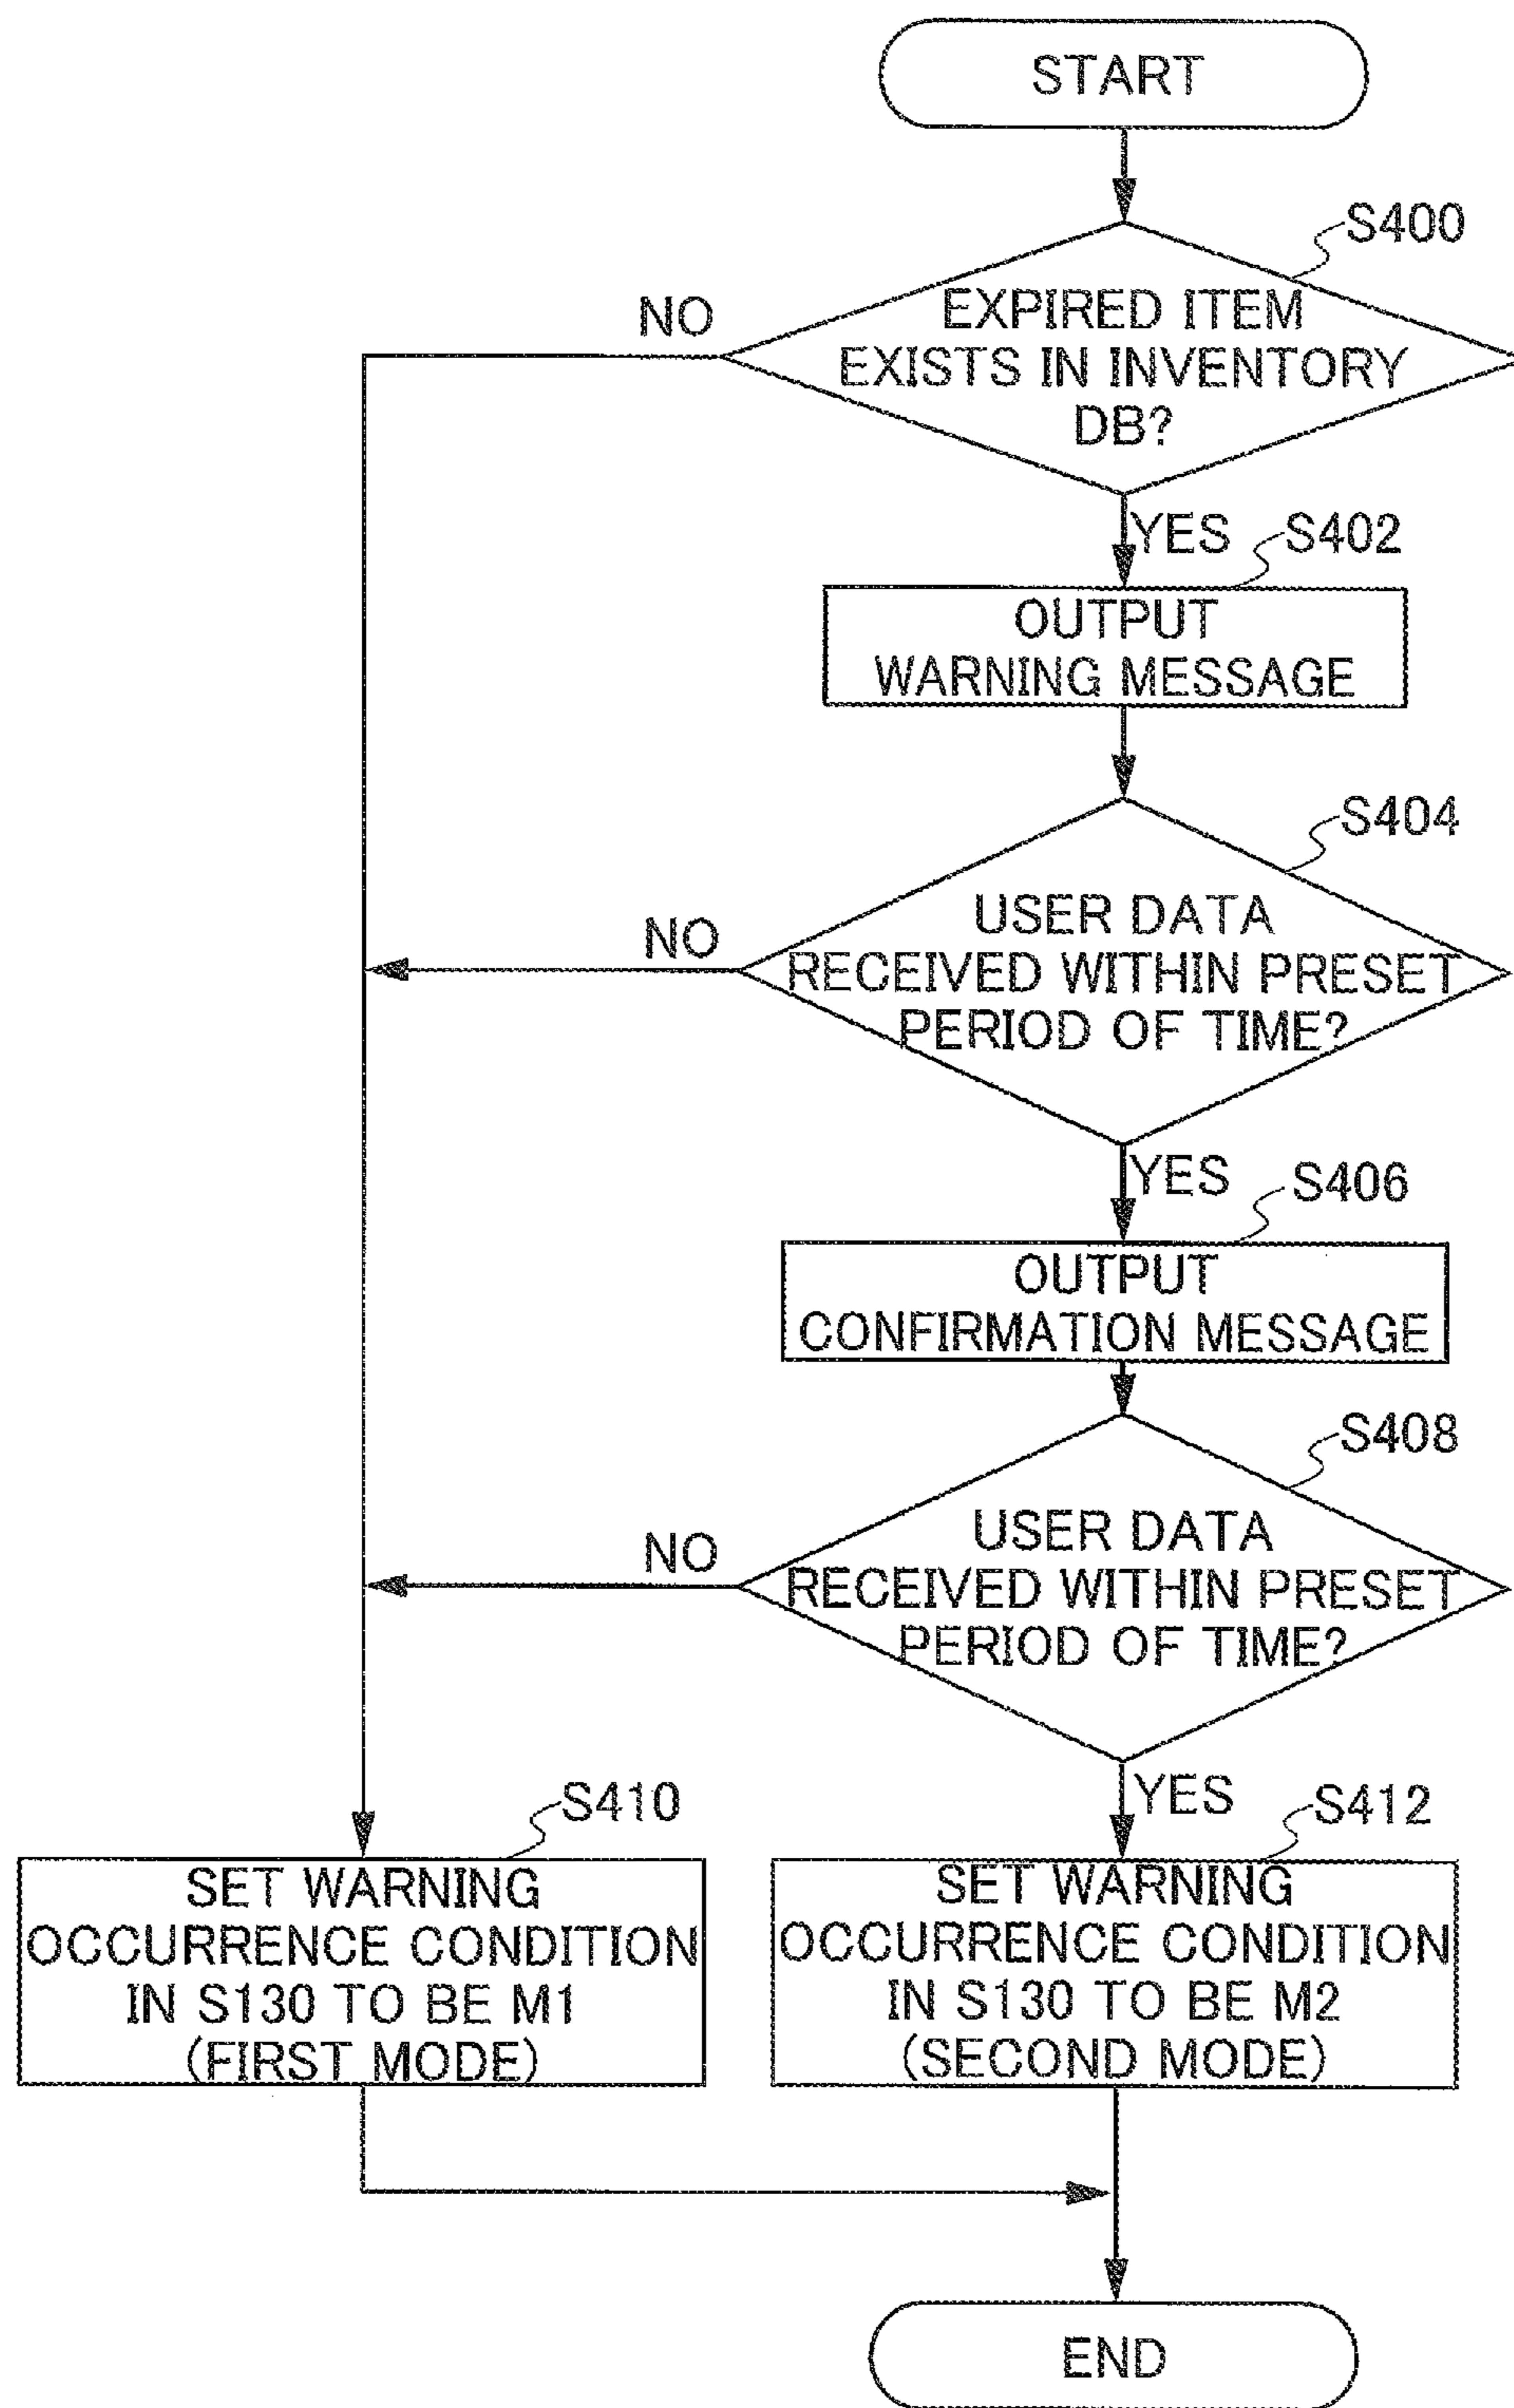 START
S400
NO
EXPIRED ITEM
EXISTS IN INVENTORY
DB?
YES
S402
OUTPUT
WARNING MESSAGE
S404
NO
USER DATA
RECEIVED WITHIN PRESET
PERIOD OF TIME?
YES
S406
OUTPUT
CONFIRMATION MESSAGE
S408
NO
USER DATA
RECEIVED WITHIN PRESET
PERIOD OF TIME?
YES
S410
SET WARNING
OCCURRENCE CONDITION
IN S130 TO BE M1
(FIRST MODE)
S412
SET WARNING
OCCURRENCE CONDITION
IN S130 TO BE M2
(SECOND MODE)
END